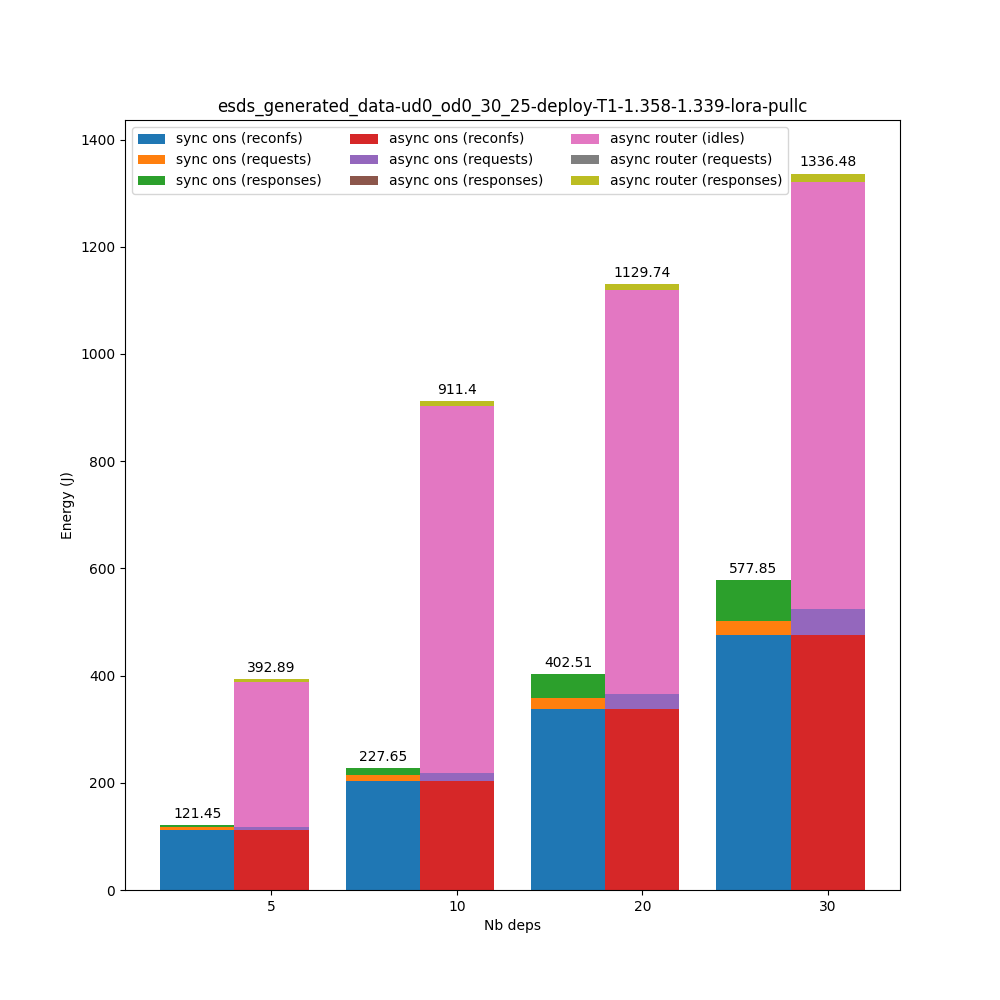 esds_generated_data-ud0_od0_30_25-deploy-T1-1.358-1.339-lora-pullc
sync ons (reconfs)
sync ons (requests)
sync ons (responses)
async ons (reconfs)
async ons (requests)
async ons (responses)
async router (idles)
async router (requests)
async router (responses)
1400
1200
1000
800
600
400
200
0
Energy (J)
121.45
392.89
227.65
911.4
402.51
1129.74
577.85
1336.48
5
10
20
30
Nb deps